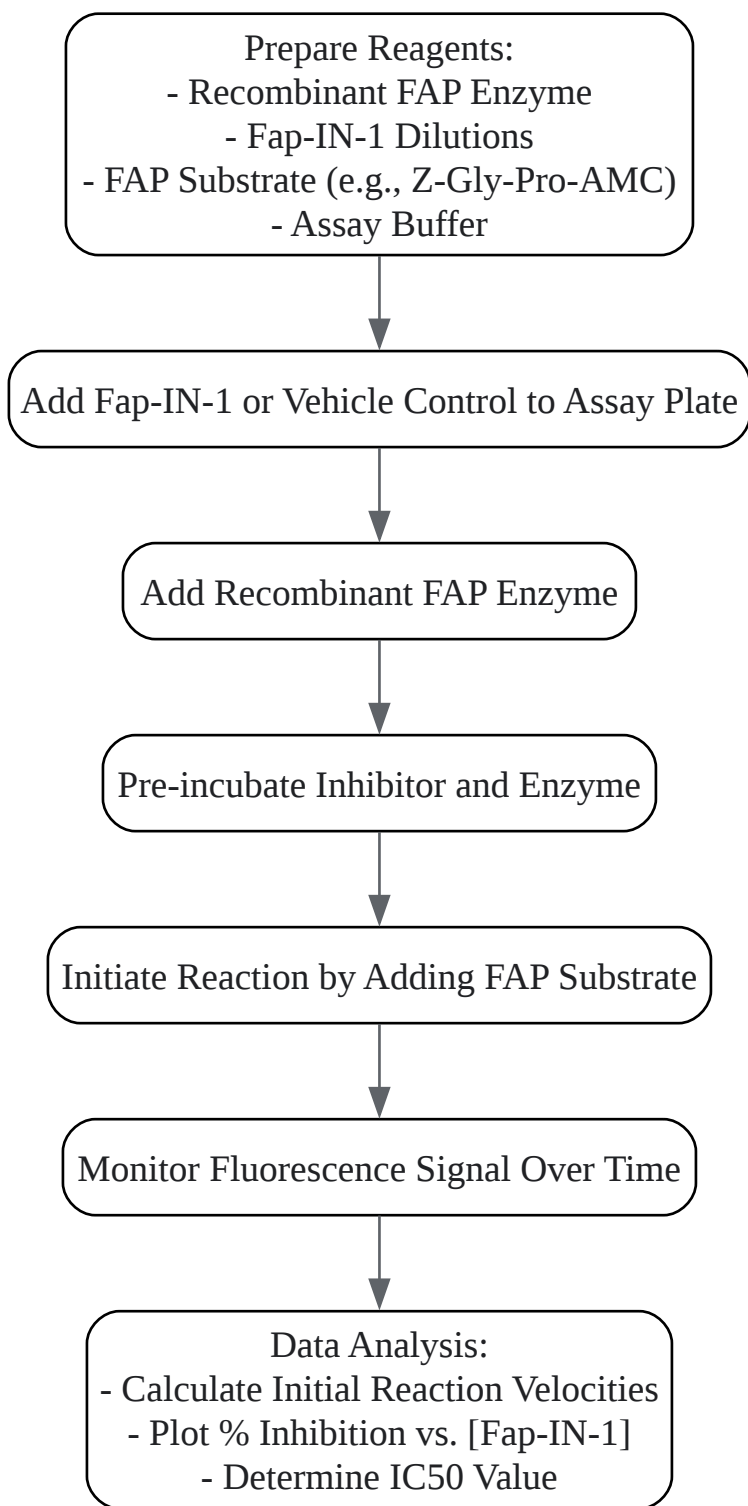 Prepare Reagents:
- Recombinant FAP Enzyme
- Fap-IN-1 Dilutions
- FAP Substrate (e.g., Z-Gly-Pro-AMC)
- Assay Buffer
Add Fap-IN-1 or Vehicle Control to Assay Plate
Add Recombinant FAP Enzyme
Pre-incubate Inhibitor and Enzyme
Initiate Reaction by Adding FAP Substrate
Monitor Fluorescence Signal Over Time
Data Analysis:
- Calculate Initial Reaction Velocities
- Plot % Inhibition vs. [Fap-IN-1]
- Determine IC50 Value